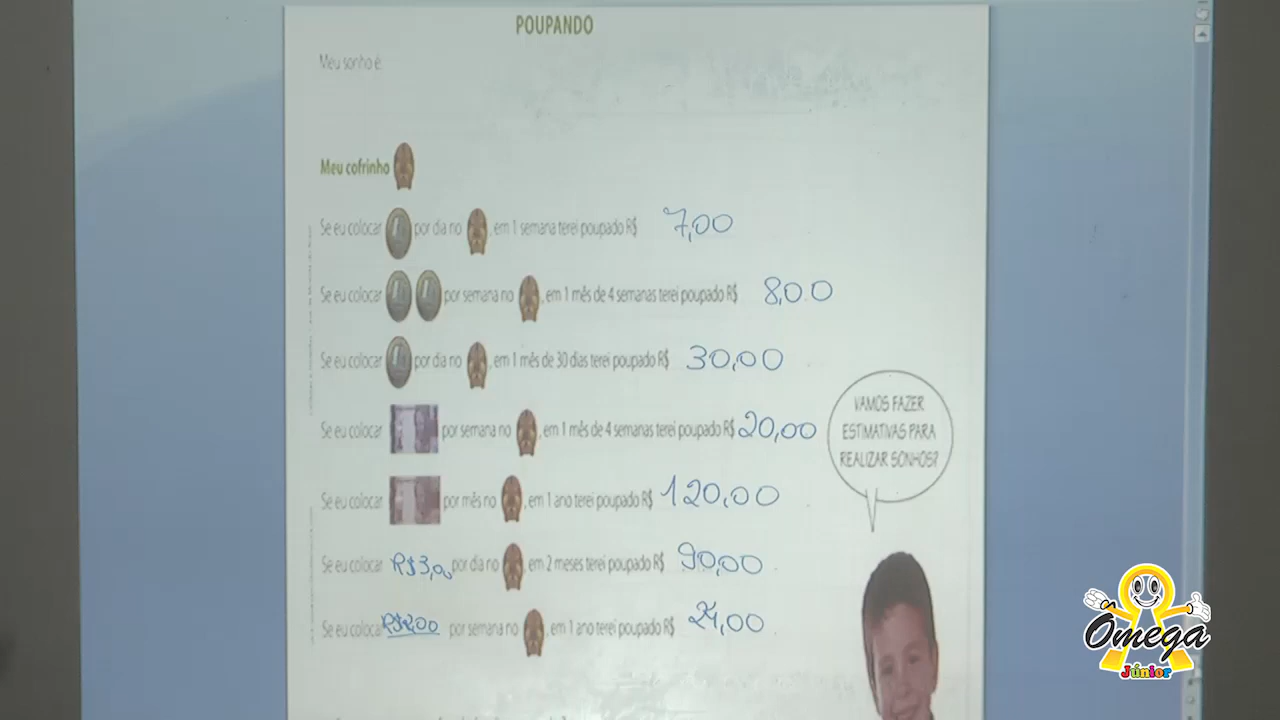 POUPANDO
Meu sonho é:
Meu cofrinho
Se eu colocar por dia no , em 1 semana terei poupado R$ 7,00
Se eu colocar por semana no , em 1 mês de 4 semanas terei poupado R$ 8,00
Se eu colocar por dia no , em 1 mês de 30 dias terei poupado R$ 30,00
Se eu colocar por semana no , em 1 mês de 4 semanas terei poupado R$ 20,00
Se eu colocar por mês no , em 1 ano terei poupado R$ 120,00
Se eu colocar R$3,00 por dia no , em 2 meses terei poupado R$ 90,00
Se eu colocar R$2,00 por semana no , em 1 ano terei poupado R$ 24,00
VAMOS FAZER
ESTIMATIVAS PARA
REALIZAR SONHOS?
Ômega
Júnior